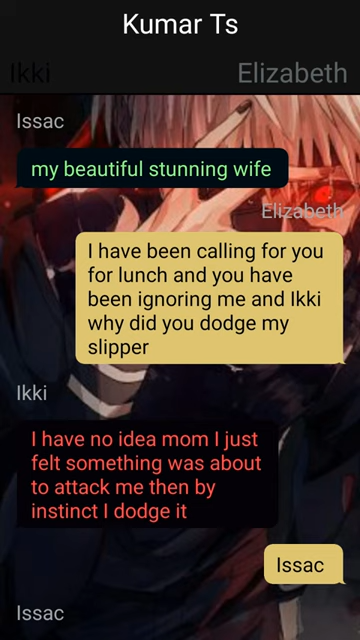 Kumar Ts
Ikki
Elizabeth
Issac
my beautiful stunning wife
Elizabeth
I have been calling for you
for lunch and you have
been ignoring me and Ikki
why did you dodge my
slipper
Ikki
I have no idea mom I just
felt something was about
to attack me then by
instinct I dodge it
Issac
Issac